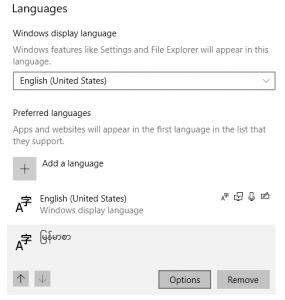 Languages
Windows display language
Windows features like Settings and File Explorer will appear in this
language.
English (United States)
Preferred languages
Apps and websites will appear in the first language in the list that
they support.
Add a language
English (United States)
Windows display language
မြန်မာစာ
Options
Remove